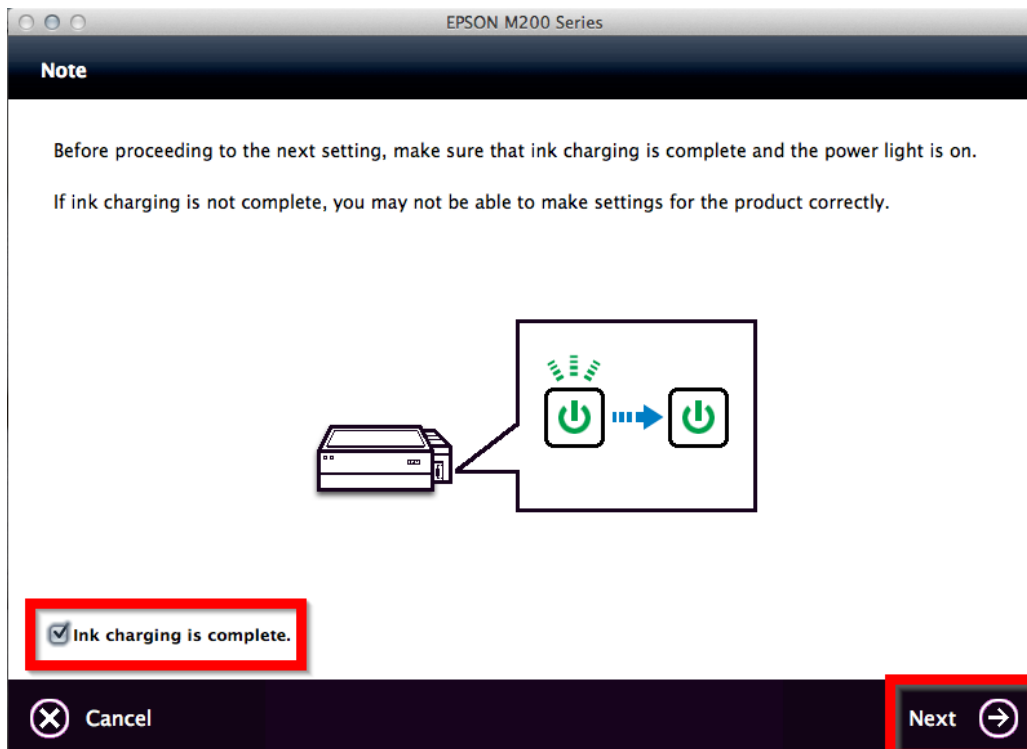 EPSON M200 Series
Note
Before proceeding to the next setting, make sure that ink charging is complete and the power light is on.
If ink charging is not complete, you may not be able to make settings for the product correctly.
Ink charging is complete.
Cancel
Next